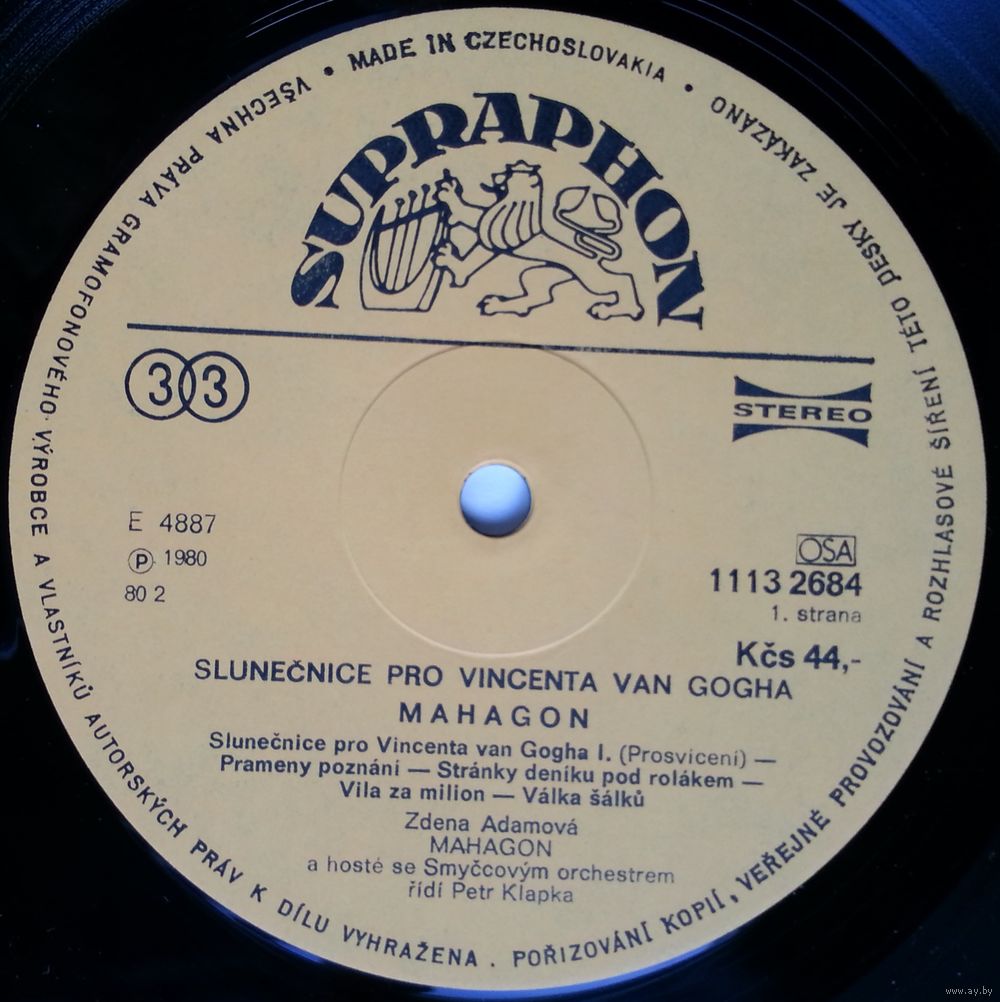 VŠECHNA PRÁVA GRAMOFONOVÉHO VÝROBCE A VLASTNÍKŮ AUTORSKÝCH PRÁV K DÍLU VYHRAŽENA . POŘIZOVÁNÍ KOPIÍ, VEŘEJNÉ PROVOZOVÁNÍ A ROZHLASOVÉ ŠÍŘENÍ TÉTO DESKY JE ZAKÁZÁNO
• MADE IN CZECHOSLOVAKIA •
SUPRAPHON
33
STEREO
E 4887
P 1980
80 2
OSA
1113 2684
1. strana
Kčs 44,-
SLUNEČNICE PRO VINCENTA VAN GOGHA
MAHAGON
Slunečnice pro Vincenta van Gogha I. (Prosvícení) —
Prameny poznání — Stránky deníku pod rolákem —
Vila za milion — Válka šálků
Zdena Adamová
MAHAGON
a hosté se Smyčcovým orchestrem
řídí Petr Klapka
www.ay.by